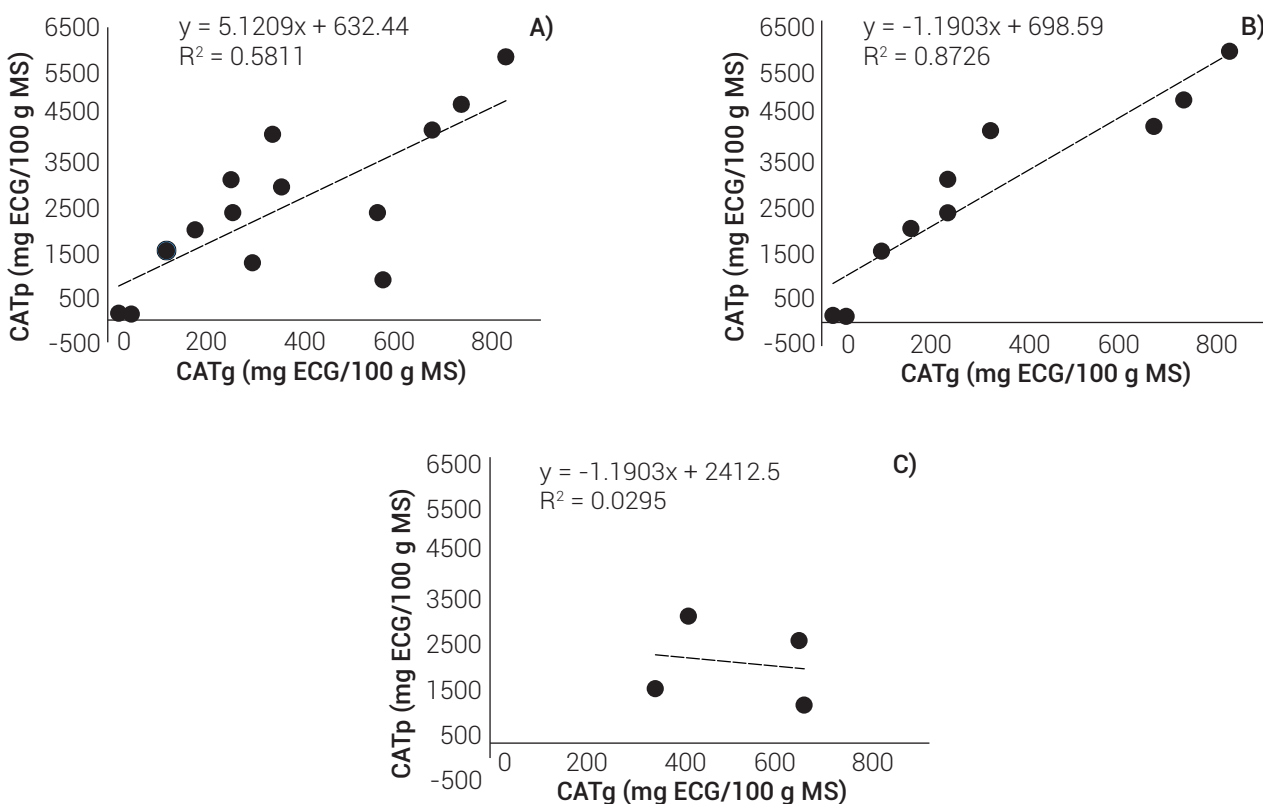 y = 5.1209x + 632.44
R² = 0.5811
A)
6500
5500
4500
3500
2500
1500
500
-500
0 200 400 600 800
CATp (mg ECG/100 g MS)
CATg (mg ECG/100 g MS)
y = -1.1903x + 698.59
R² = 0.8726
B)
6500
5500
4500
3500
2500
1500
500
-500
0 200 400 600 800
CATp (mg ECG/100 g MS)
CATg (mg ECG/100 g MS)
y = -1.1903x + 2412.5
R² = 0.0295
C)
6500
5500
4500
3500
2500
1500
500
-500
0 200 400 600 800
CATp (mg ECG/100 g MS)
CATg (mg ECG/100 g MS)